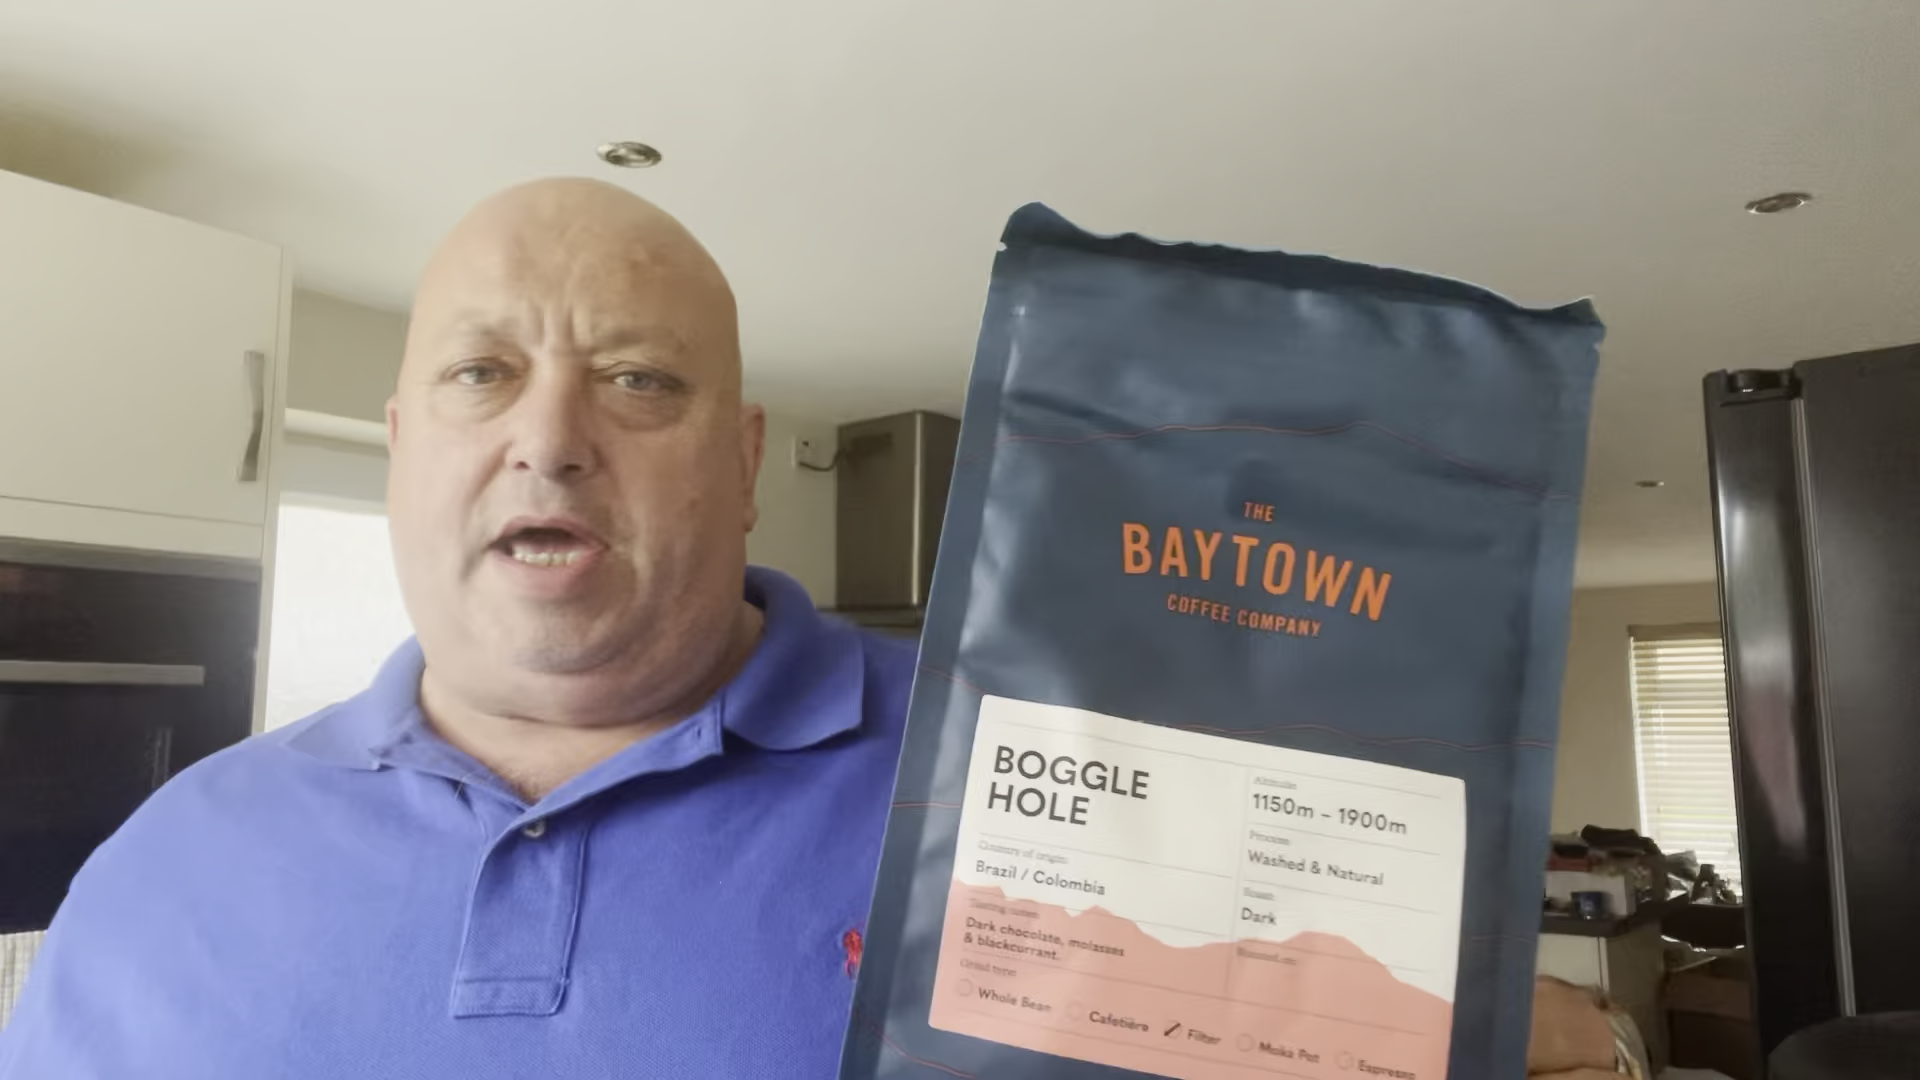 THE
BAYTOWN
COFFEE COMPANY
BOGGLE
HOLE
Country of origin
Brazil / Colombia
Tasting notes
Dark chocolate, molasses
& blackcurrant.
Grind type
Whole Bean
Cafetière
Filter
Moka Pot
Espresso
Altitude
1150m – 1900m
Process
Washed & Natural
Roast
Dark